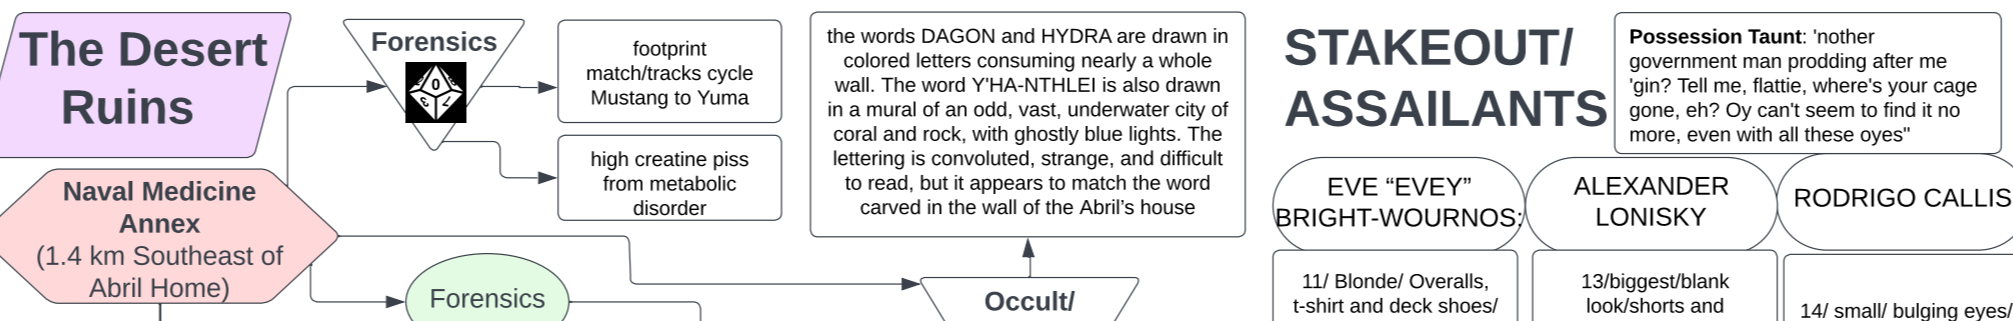 The Desert
Ruins
Naval Medicine
Annex
(1.4 km Southeast of
Abril Home)
Forensics
0
footprint
match/tracks cycle
Mustang to Yuma
high creatine piss
from metabolic
disorder
Forensics
the words DAGON and HYDRA are drawn in
colored letters consuming nearly a whole
wall. The word Y'HA-NTHLEI is also drawn
in a mural of an odd, vast, underwater city of
coral and rock, with ghostly blue lights. The
lettering is convoluted, strange, and difficult
to read, but it appears to match the word
carved in the wall of the Abril’s house
Occult/
STAKEOUT/
ASSAILANTS
Possession Taunt: 'nother
government man prodding after me
'gin? Tell me, flattie, where's your cage
gone, eh? Oy can't seem to find it no
more, even with all these oyes"
EVE “EVEY”
BRIGHT-WOURNOS:
11/ Blonde/ Overalls,
t-shirt and deck shoes/
ALEXANDER
LONISKY
13/biggest/blank
look/shorts and
RODRIGO CALLIS
14/ small/ bulging eyes/